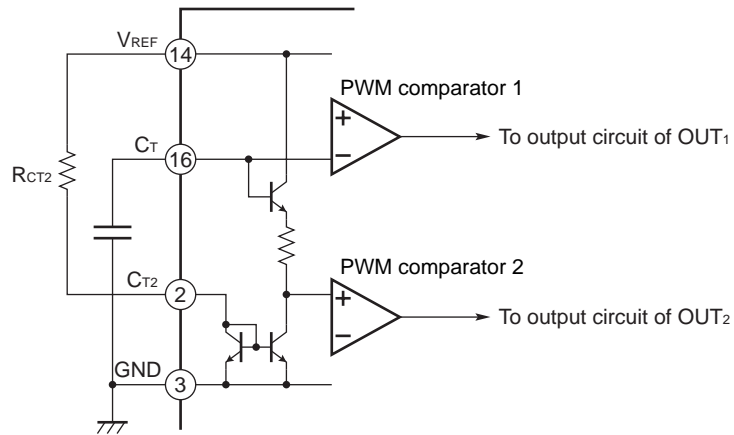 VREF
14
PWM comparator 1
To output circuit of OUT1
CT
16
RCT2
PWM comparator 2
CT2
2
To output circuit of OUT2
GND
3